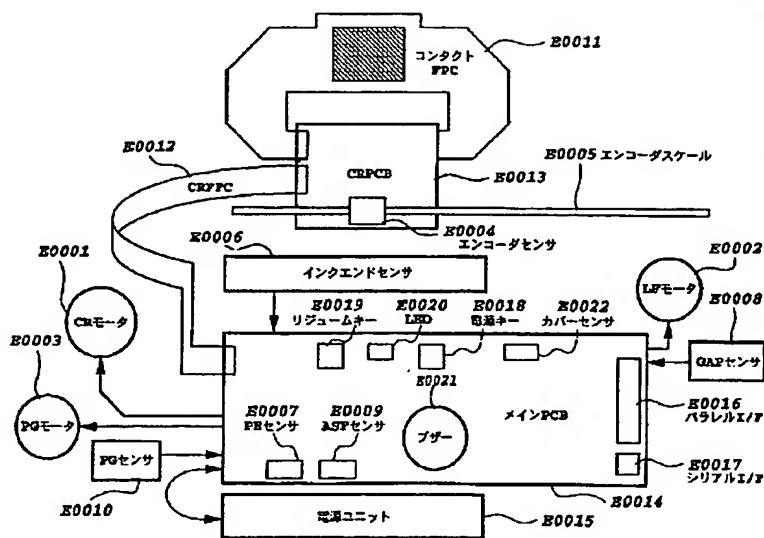 E0011
コンタクト
FPC
E0012
CRFPC
CRPCB
E0013
E0005 エンコーダスケール
E0004
エンコーダセンサ
E0006
インクエンドセンサ
E0001
CRモータ
E0002
LFモータ
E0008
GAPセンサ
E0003
PGモータ
E0019
リジュームキー
E0020
LED
E0018
電源キー
E0022
カバーセンサ
E0021
ブザー
メインPCB
E0016
パラレルI/F
E0007
PEセンサ
E0009
ASFセンサ
E0017
シリアルI/F
PGセンサ
E0010
E0014
電源ユニット
E0015